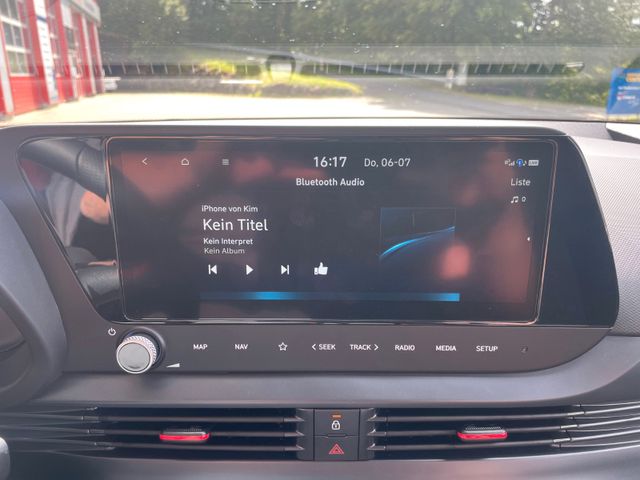 16:17 Do, 06-07
Bluetooth Audio
Liste
0
iPhone von Kim
Kein Titel
Kein Interpret
Kein Album
MAP NAV SEEK TRACK RADIO MEDIA SETUP